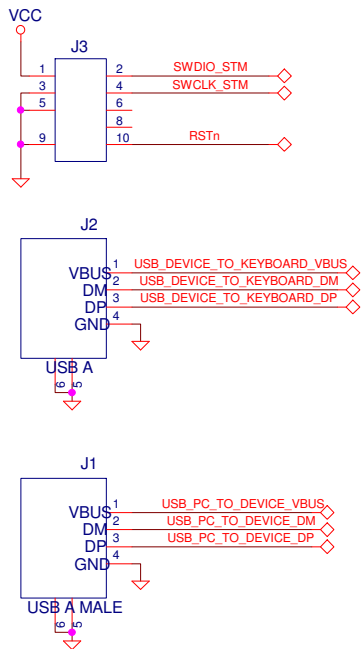 VCC
J3
1 2 SWDIO_STM
3 4 SWCLK_STM
5 6
8
9 10 RSTn
J2
VBUS 1 USB_DEVICE_TO_KEYBOARD_VBUS
DM 2 USB_DEVICE_TO_KEYBOARD_DM
DP 3 USB_DEVICE_TO_KEYBOARD_DP
GND 4
USB A
6 5
J1
VBUS 1 USB_PC_TO_DEVICE_VBUS
DM 2 USB_PC_TO_DEVICE_DM
DP 3 USB_PC_TO_DEVICE_DP
GND 4
USB A MALE
6 5